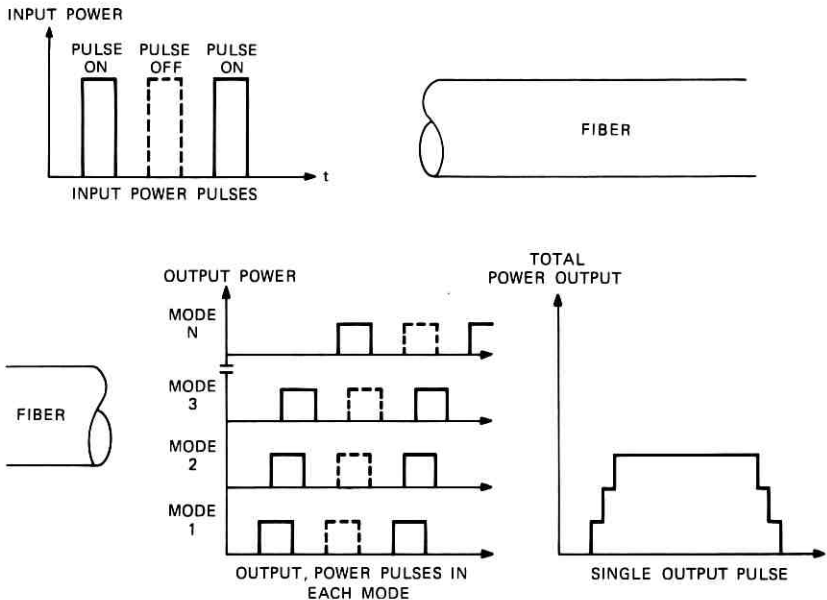 INPUT POWER
PULSE ON
PULSE OFF
PULSE ON
t
INPUT POWER PULSES
FIBER
FIBER
OUTPUT POWER
MODE N
MODE 3
MODE 2
MODE 1
OUTPUT, POWER PULSES IN
EACH MODE
TOTAL
POWER OUTPUT
SINGLE OUTPUT PULSE